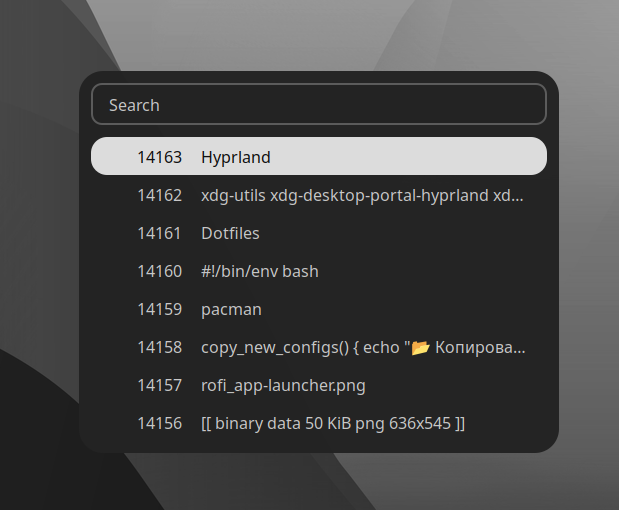 Search
14163 Hyprland
14162 xdg-utils xdg-desktop-portal-hyprland xd...
14161 Dotfiles
14160 #!/bin/env bash
14159 pacman
14158 copy_new_configs() { echo "📂 Копирова...
14157 rofi_app-launcher.png
14156 [[ binary data 50 KiB png 636x545 ]]